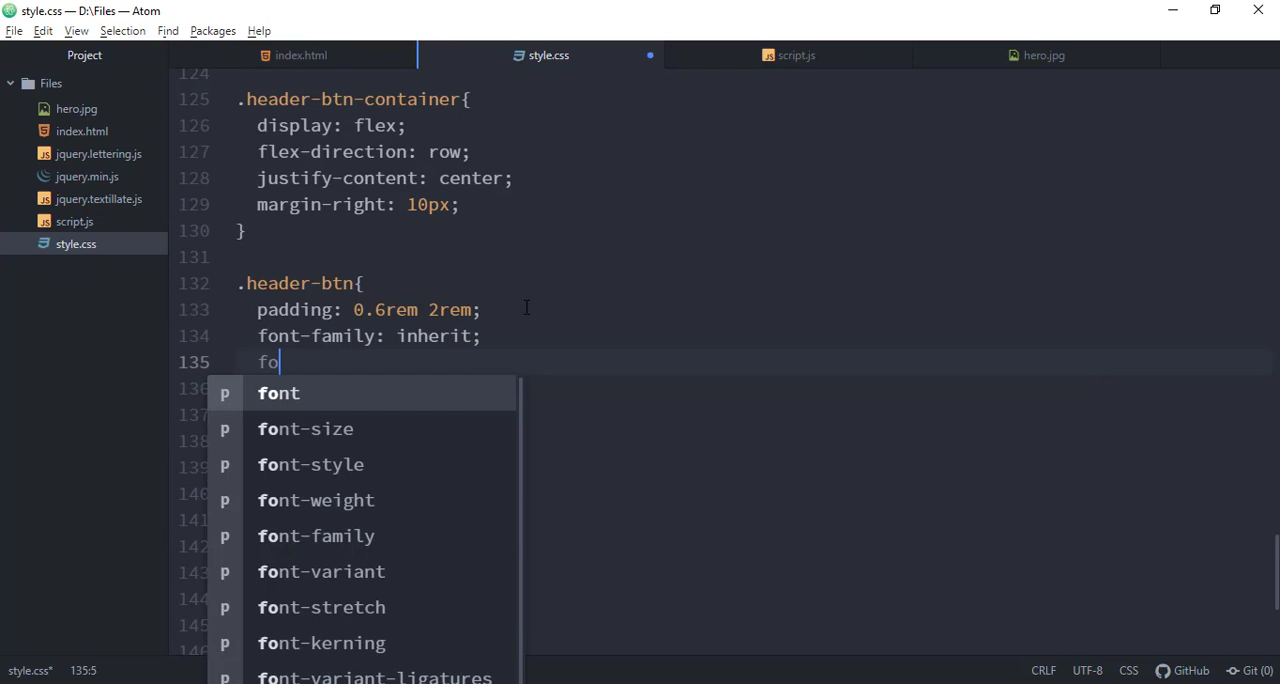 style.css — D:\Files — Atom
File Edit View Selection Find Packages Help
Project
index.html
style.css
script.js
hero.jpg
Files
hero.jpg
index.html
jquery.lettering.js
jquery.min.js
jquery.textillate.js
script.js
style.css
124
125 .header-btn-container{
126 display: flex;
127 flex-direction: row;
128 justify-content: center;
129 margin-right: 10px;
130 }
131
132 .header-btn{
133 padding: 0.6rem 2rem;
134 font-family: inherit;
135 fo
136 p font
137
138 p font-size
139 p font-style
140 p font-weight
141 p font-family
142
143 p font-variant
144 p font-stretch
145 p font-kerning
146 p font-variant-ligatures
style.css* 135:5 CRLF UTF-8 CSS GitHub Git (0)